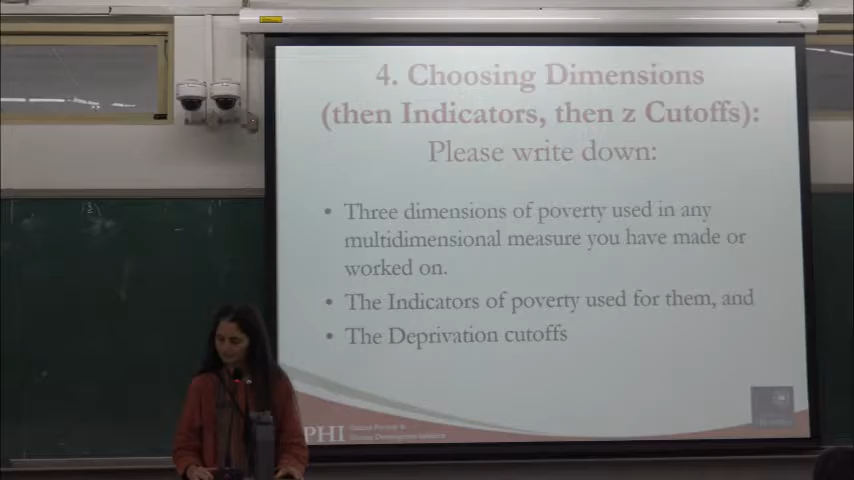 4. Choosing Dimensions
(then Indicators, then z Cutoffs):
Please write down:
• Three dimensions of poverty used in any
multidimensional measure you have made or
worked on.
• The Indicators of poverty used for them, and
• The Deprivation cutoffs
PHI